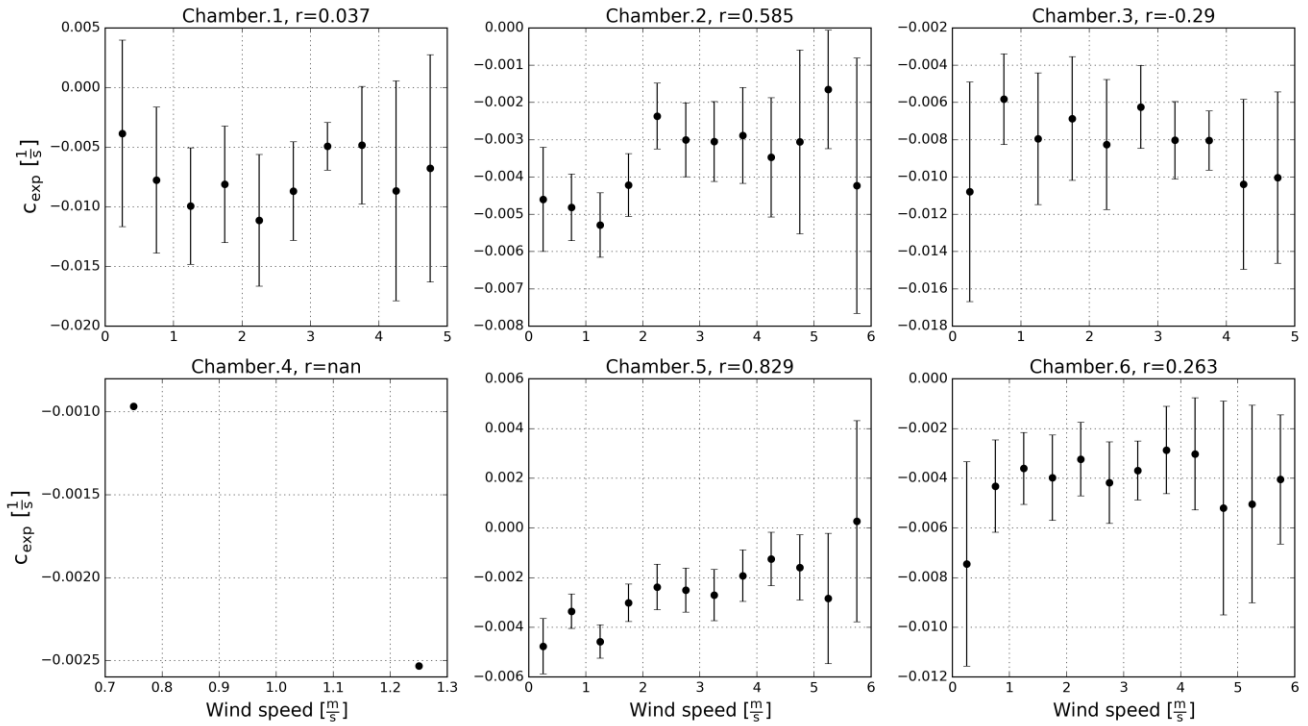 Chamber.1, r=0.037
0.005
0.000
−0.005
−0.010
−0.015
−0.020
0 1 2 3 4 5
c_exp [1/s]
Chamber.2, r=0.585
−0.000
−0.001
−0.002
−0.003
−0.004
−0.005
−0.006
−0.007
−0.008
0 1 2 3 4 5 6
Chamber.3, r=-0.29
−0.002
−0.004
−0.006
−0.008
−0.010
−0.012
−0.014
−0.016
−0.018
0 1 2 3 4 5
Chamber.4, r=nan
−0.0010
−0.0015
−0.0020
−0.0025
0.7 0.8 0.9 1.0 1.1 1.2 1.3
c_exp [1/s]
Wind speed [m/s]
Chamber.5, r=0.829
0.006
0.004
0.002
0.000
−0.002
−0.004
−0.006
0 1 2 3 4 5 6
Wind speed [m/s]
Chamber.6, r=0.263
0.000
−0.002
−0.004
−0.006
−0.008
−0.010
−0.012
0 1 2 3 4 5 6
Wind speed [m/s]